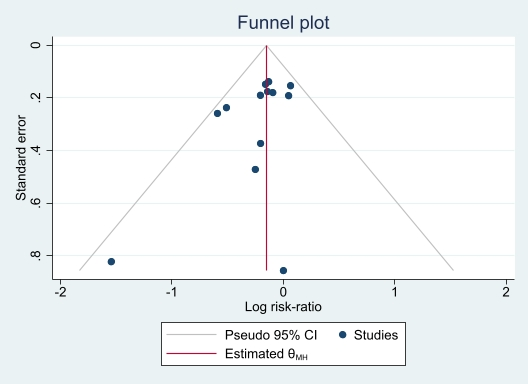 Funnel plot
Standard error
0
.2
.4
.6
.8
-2 -1 0 1 2
Log risk-ratio
Pseudo 95% CI Studies
Estimated θMH